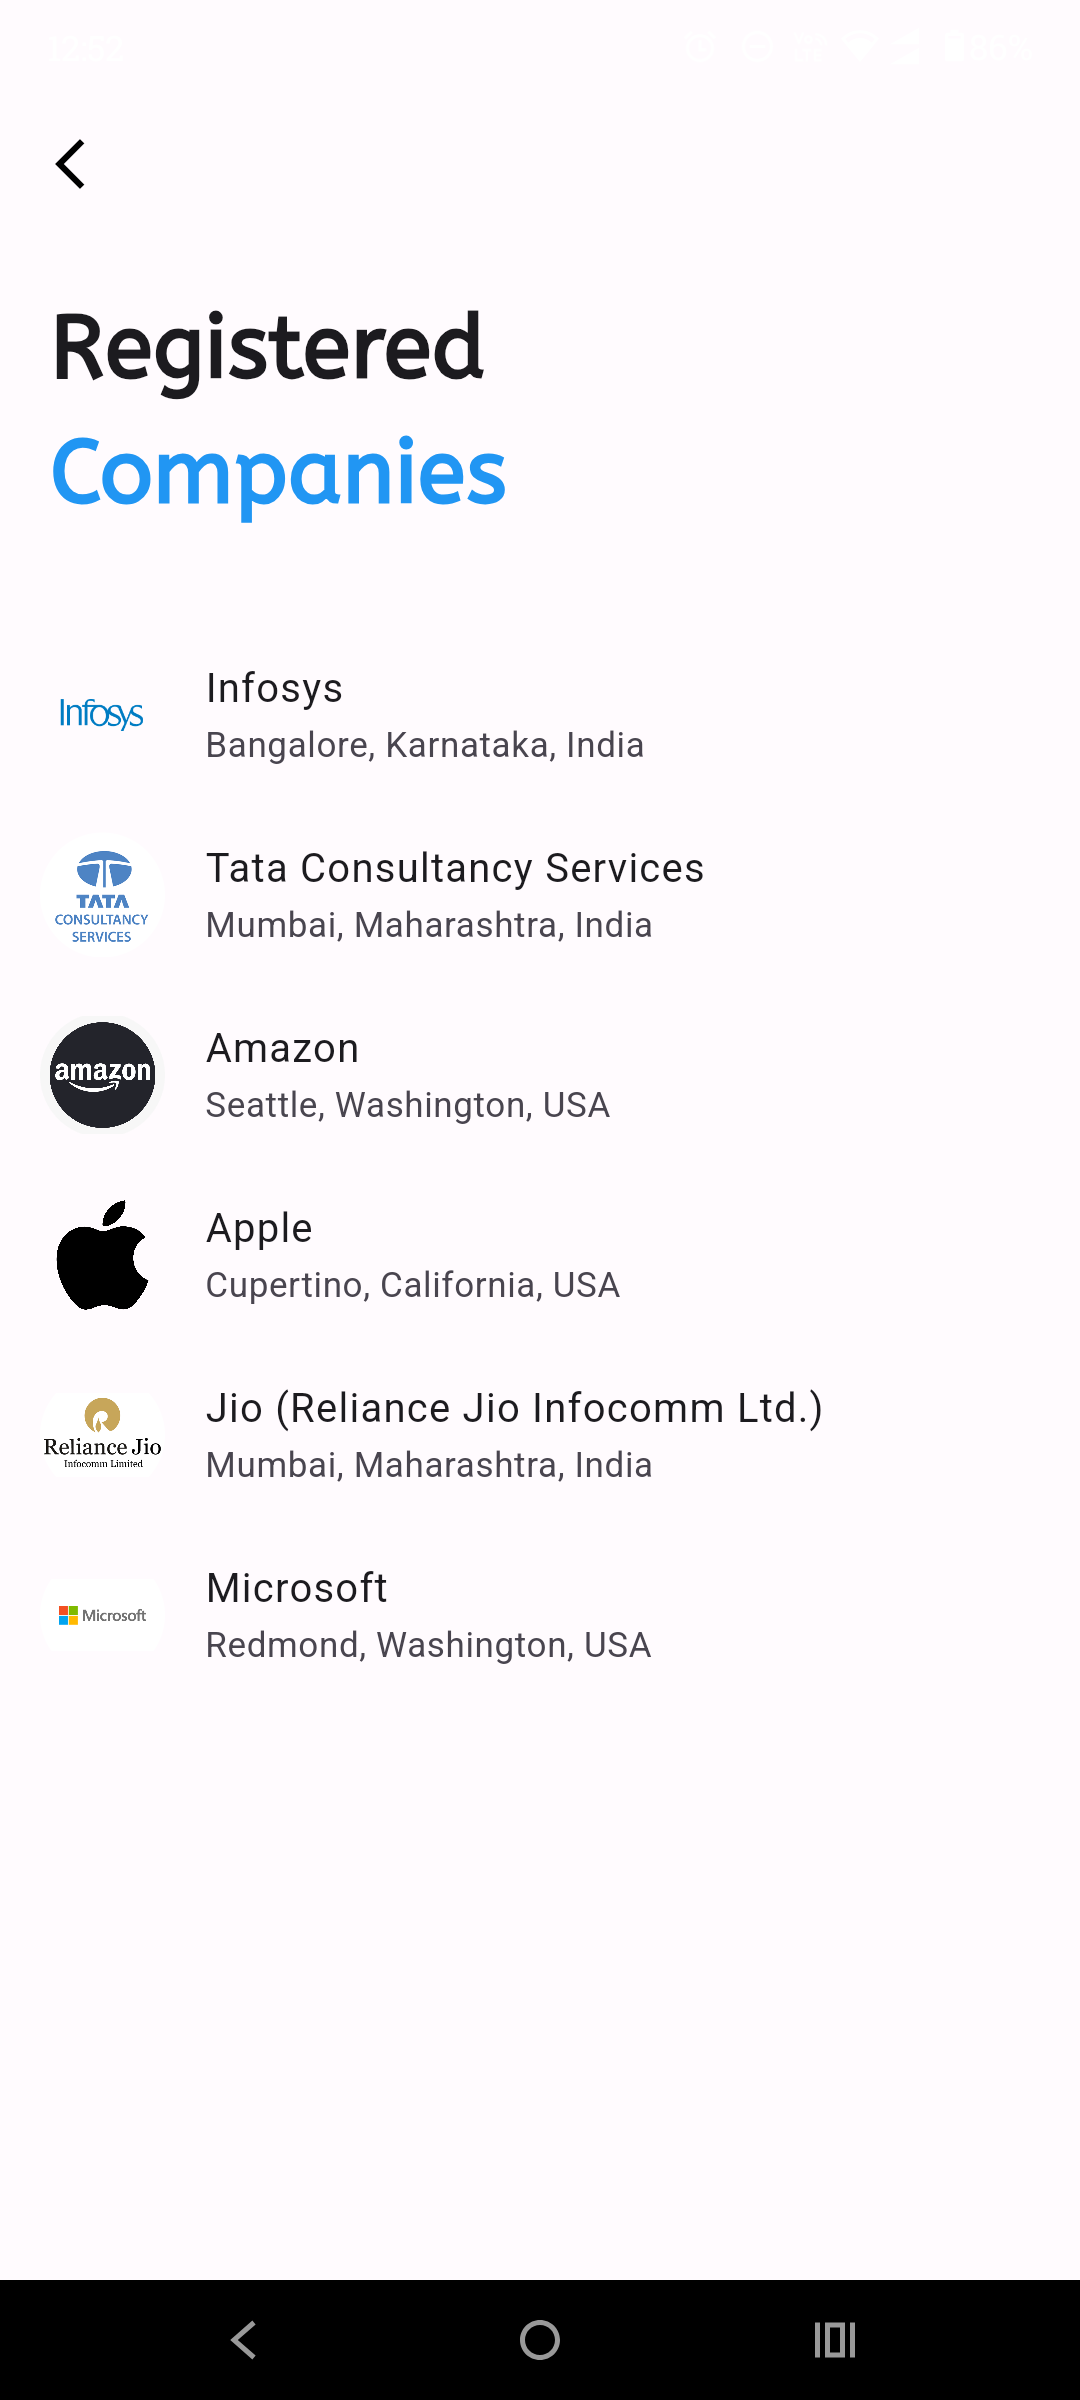 Registered
Companies
Infosys
Infosys
Bangalore, Karnataka, India
TATA
CONSULTANCY
SERVICES
Tata Consultancy Services
Mumbai, Maharashtra, India
amazon
Amazon
Seattle, Washington, USA
Apple
Cupertino, California, USA
Reliance Jio
Infocomm Limited
Jio (Reliance Jio Infocomm Ltd.)
Mumbai, Maharashtra, India
Microsoft
Microsoft
Redmond, Washington, USA